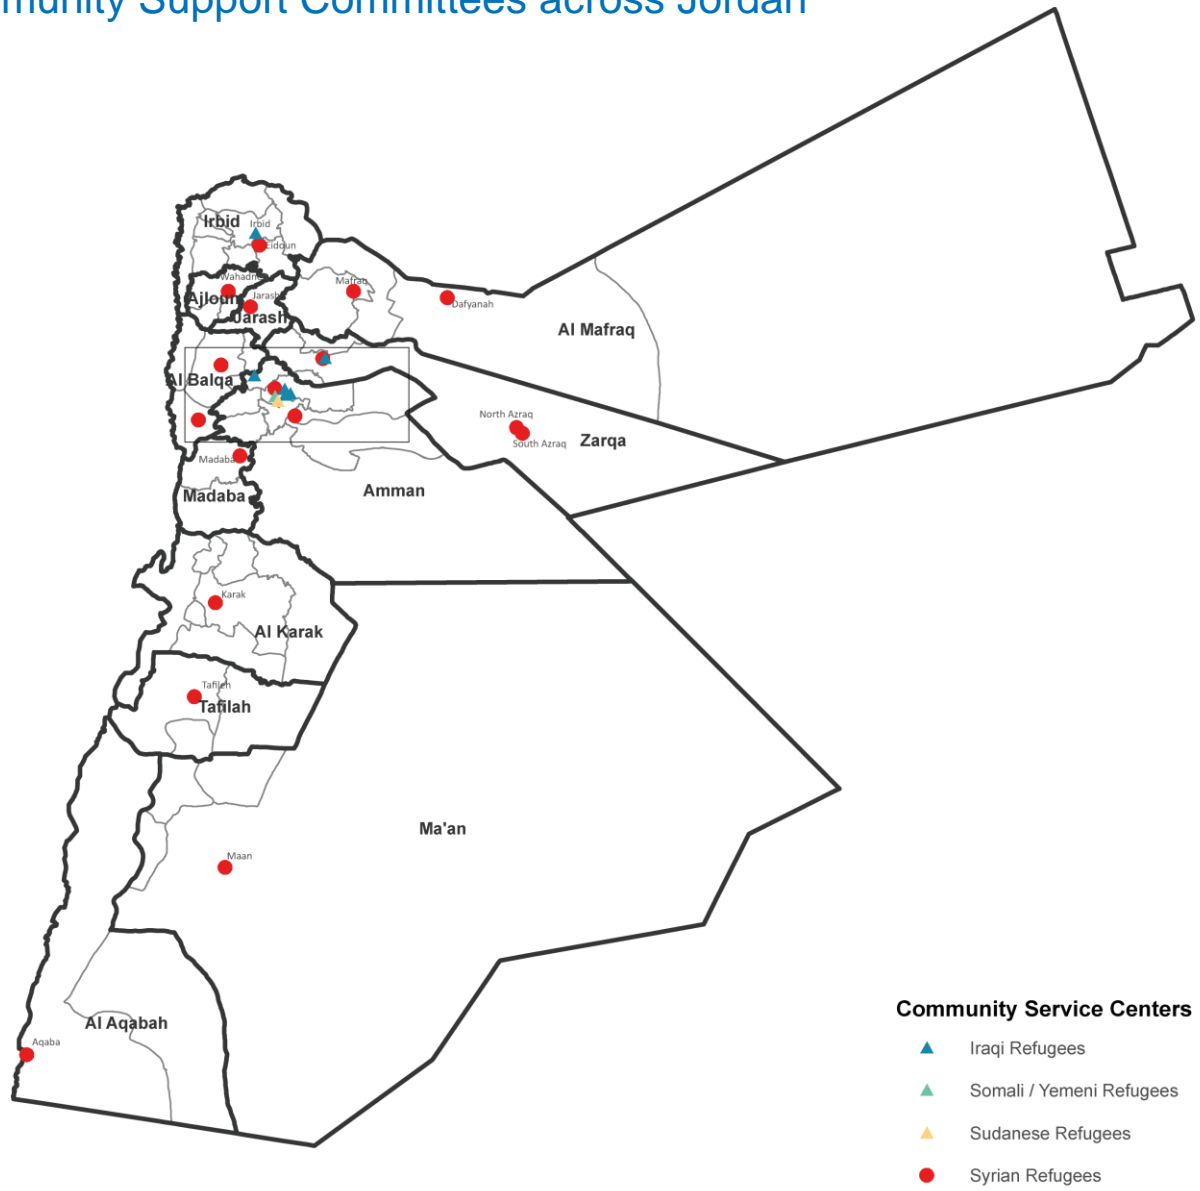 munity Support Committees across Jordan
Irbid
Irbid
Eidoun
Wahadn
Ajloun
Jarash
Jarash
Mafraq
Dafyanah
Al Mafraq
Al Balqa
North Azraq
South Azraq
Zarqa
Madaba
Madaba
Amman
Karak
Al Karak
Tafileh
Tafilah
Ma'an
Maan
Al Aqabah
Aqaba
Community Service Centers
Iraqi Refugees
Somali / Yemeni Refugees
Sudanese Refugees
Syrian Refugees